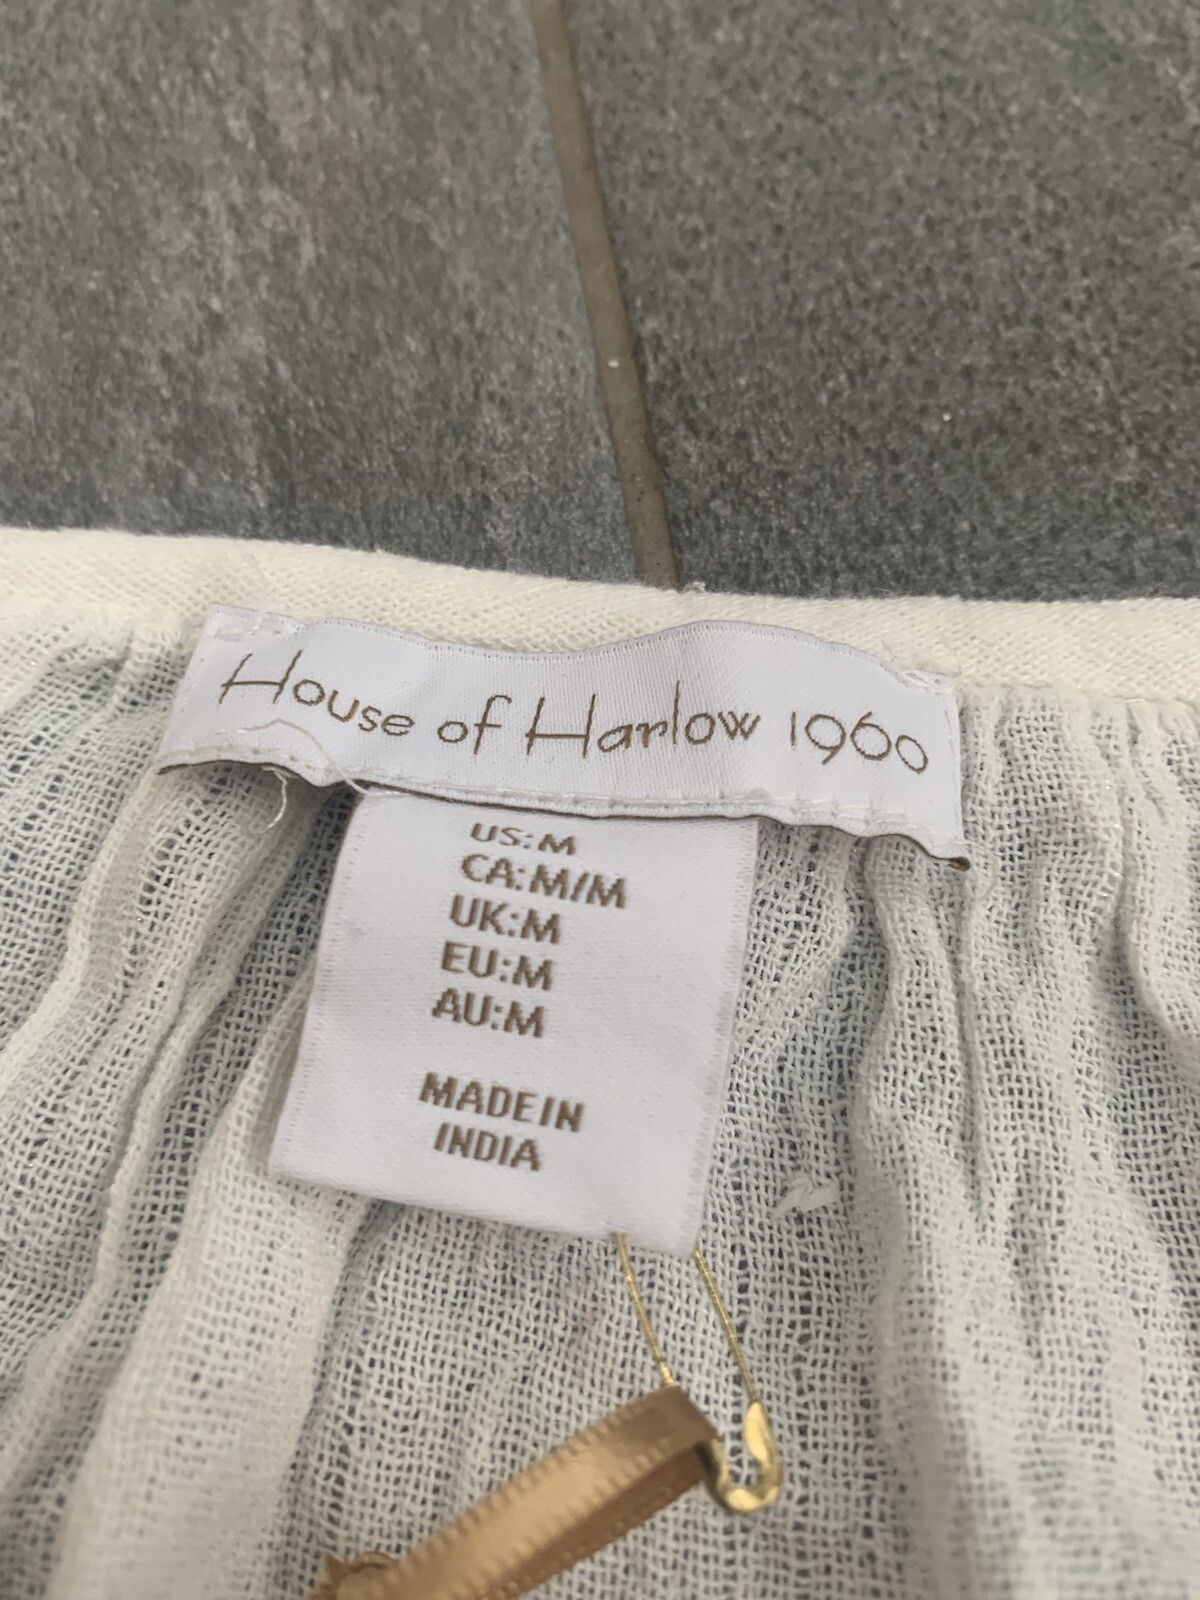 House of Harlow 1960
US:M
CA:M/M
UK:M
EU:M
AU:M
MADE IN
INDIA